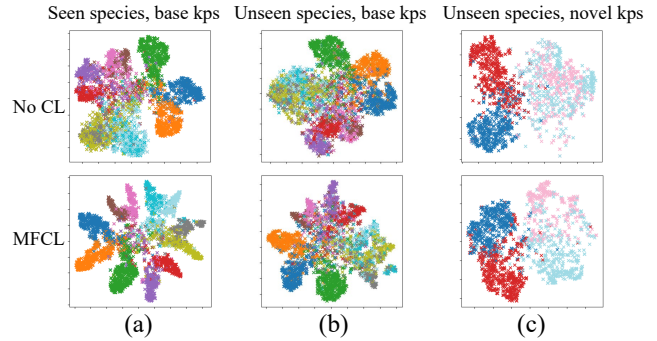 Seen species, base kps
Unseen species, base kps
Unseen species, novel kps
No CL
MFCL
(a)
(b)
(c)